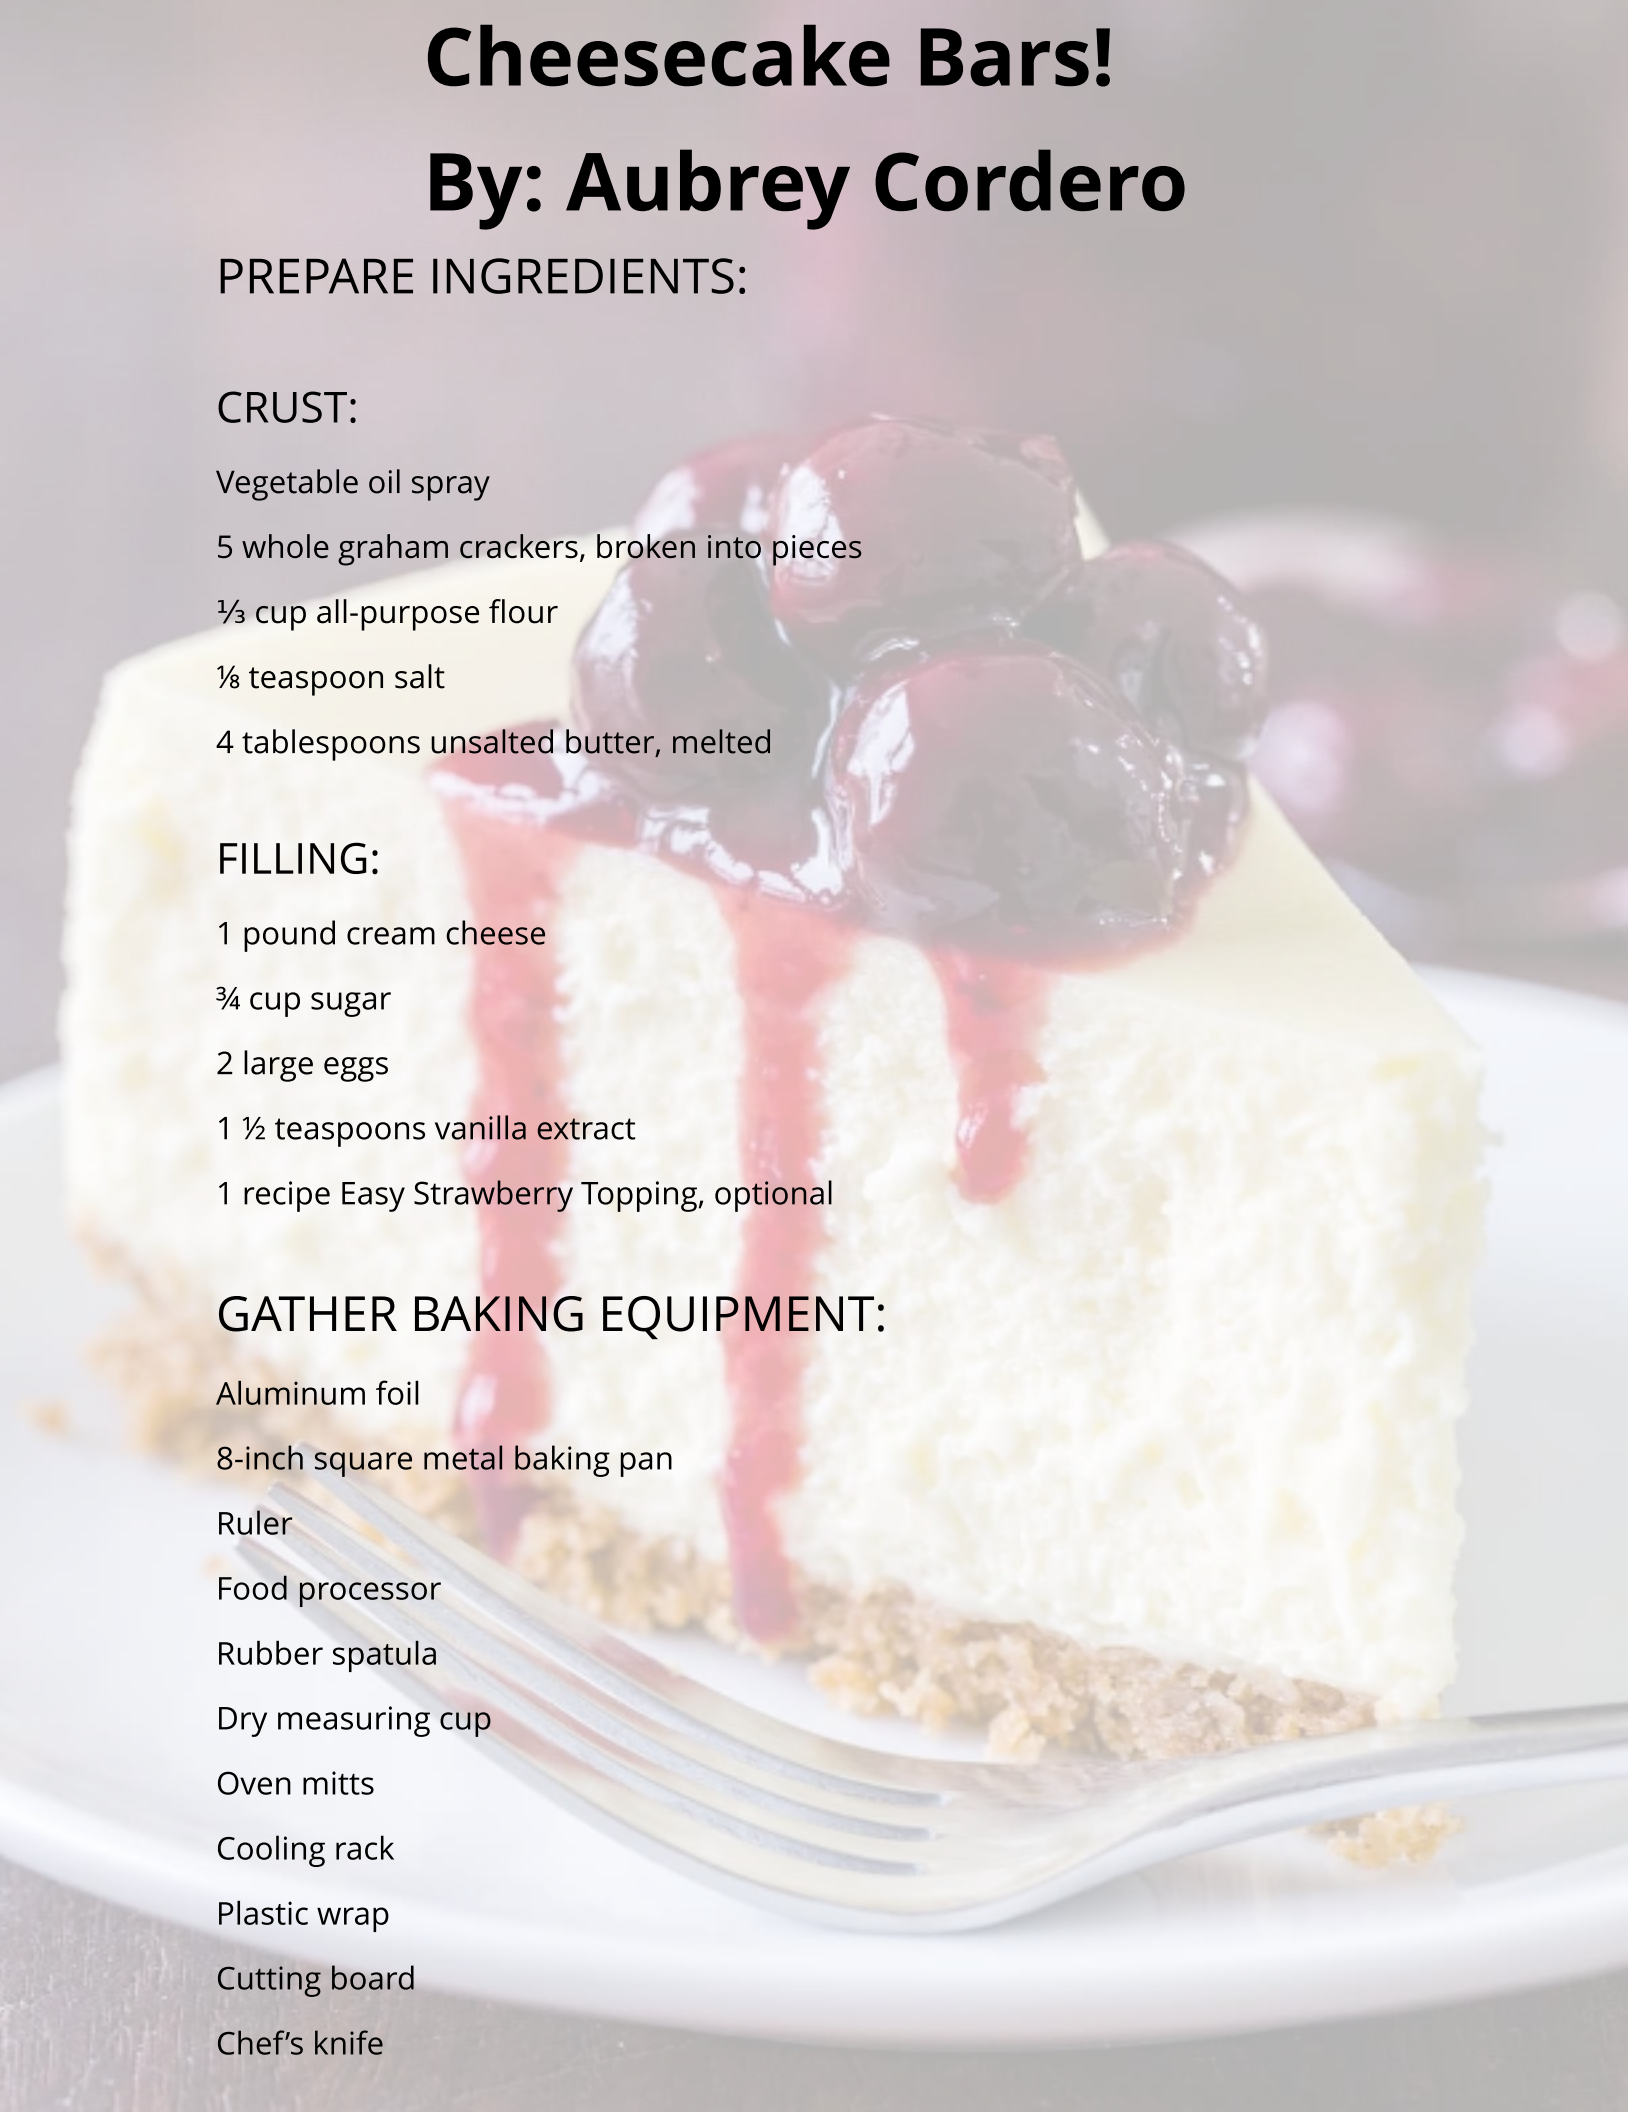 Cheesecake Bars!
By: Aubrey Cordero
PREPARE INGREDIENTS:
CRUST:
Vegetable oil spray
5 whole graham crackers, broken into pieces
⅓ cup all-purpose flour
⅛ teaspoon salt
4 tablespoons unsalted butter, melted
FILLING:
1 pound cream cheese
¾ cup sugar
2 large eggs
1 ½ teaspoons vanilla extract
1 recipe Easy Strawberry Topping, optional
GATHER BAKING EQUIPMENT:
Aluminum foil
8-inch square metal baking pan
Ruler
Food processor
Rubber spatula
Dry measuring cup
Oven mitts
Cooling rack
Plastic wrap
Cutting board
Chef’s knife